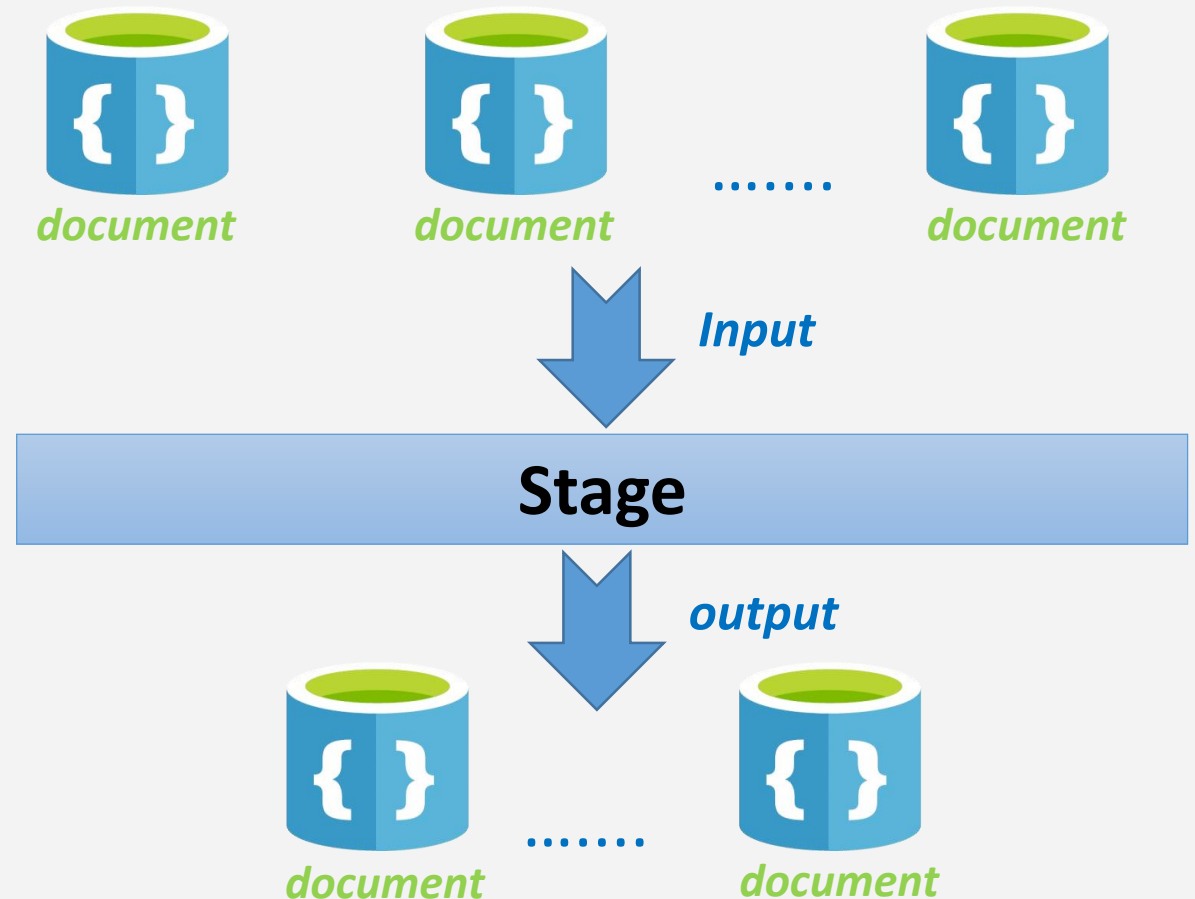 { } { } { }
.......
document document document
Input
Stage
output
{ } { }
.......
document document